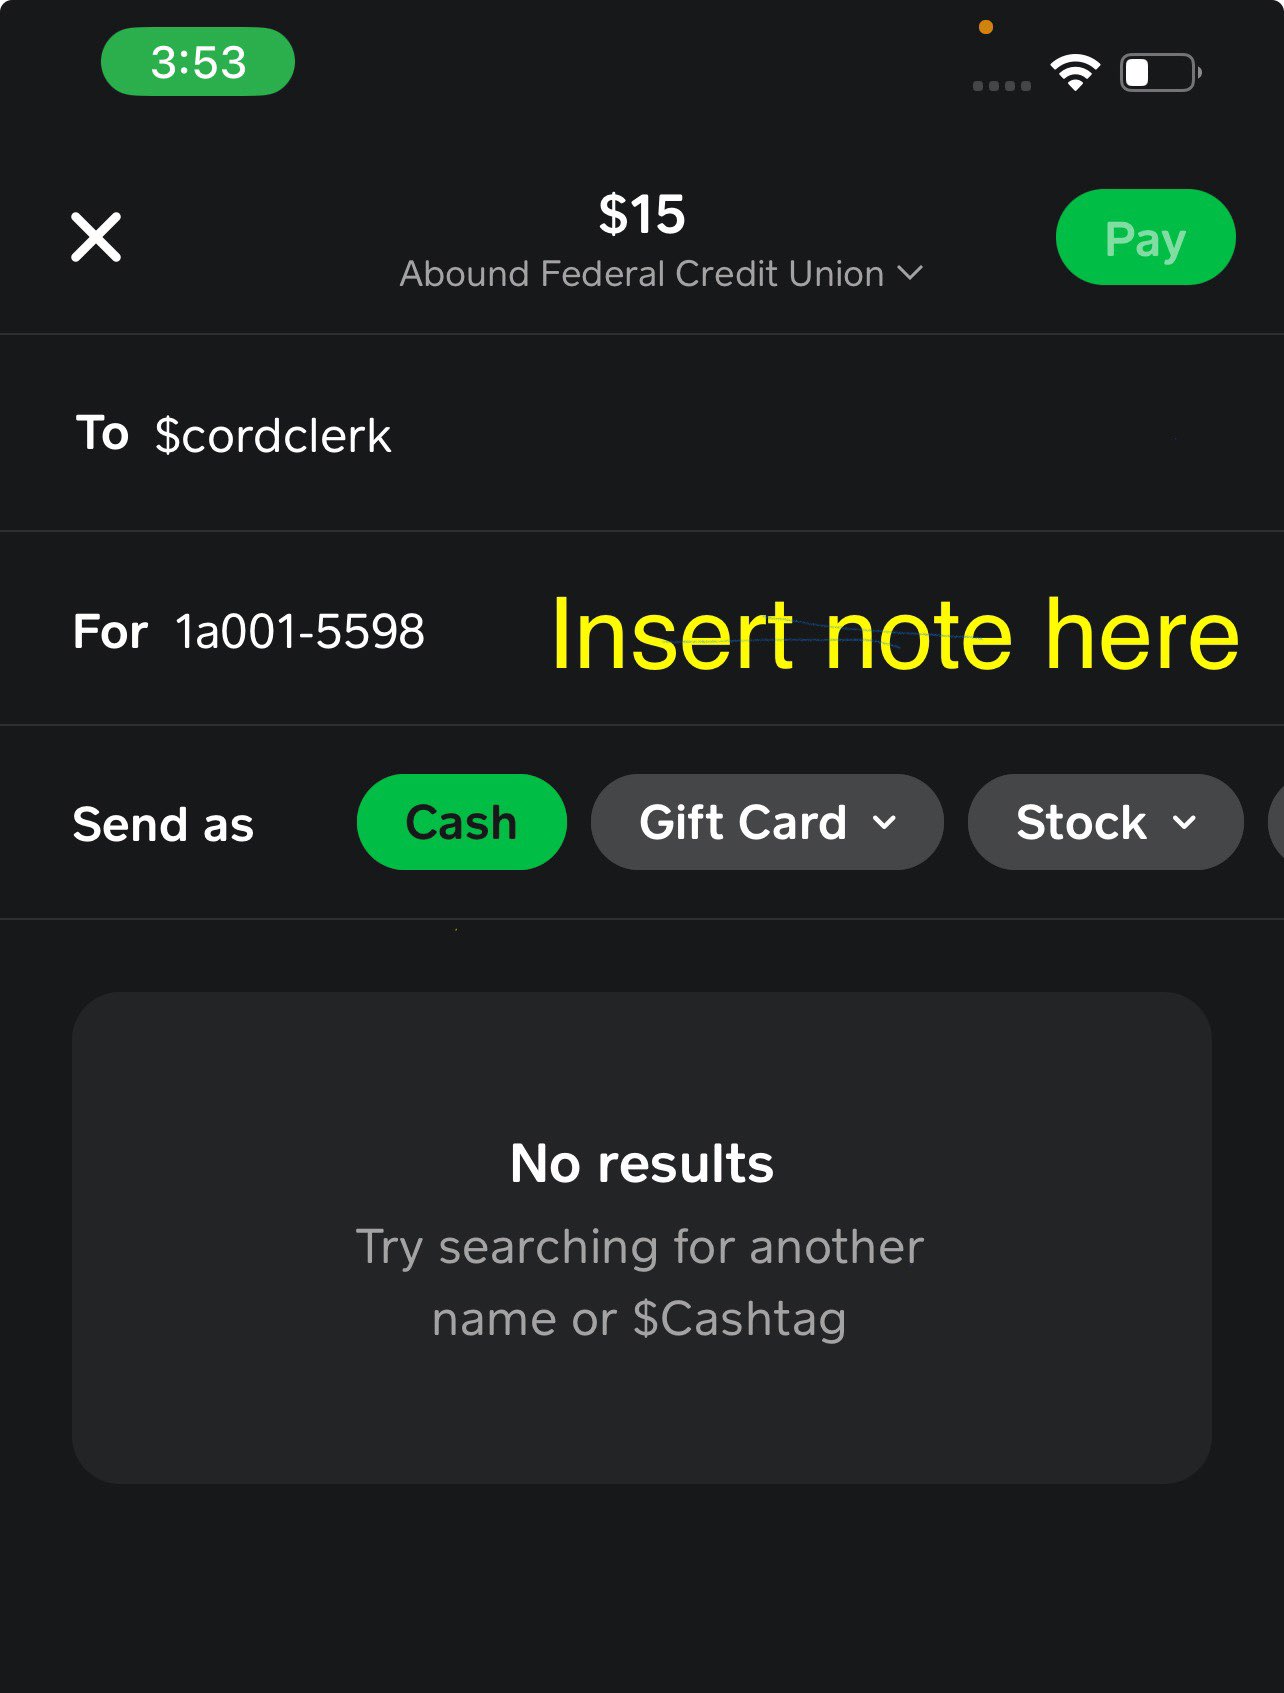 3:53
$15
Pay
Abound Federal Credit Union
To $cordclerk
For 1a001-5598 Insert note here
Send as Cash Gift Card Stock
No results
Try searching for another
name or $Cashtag